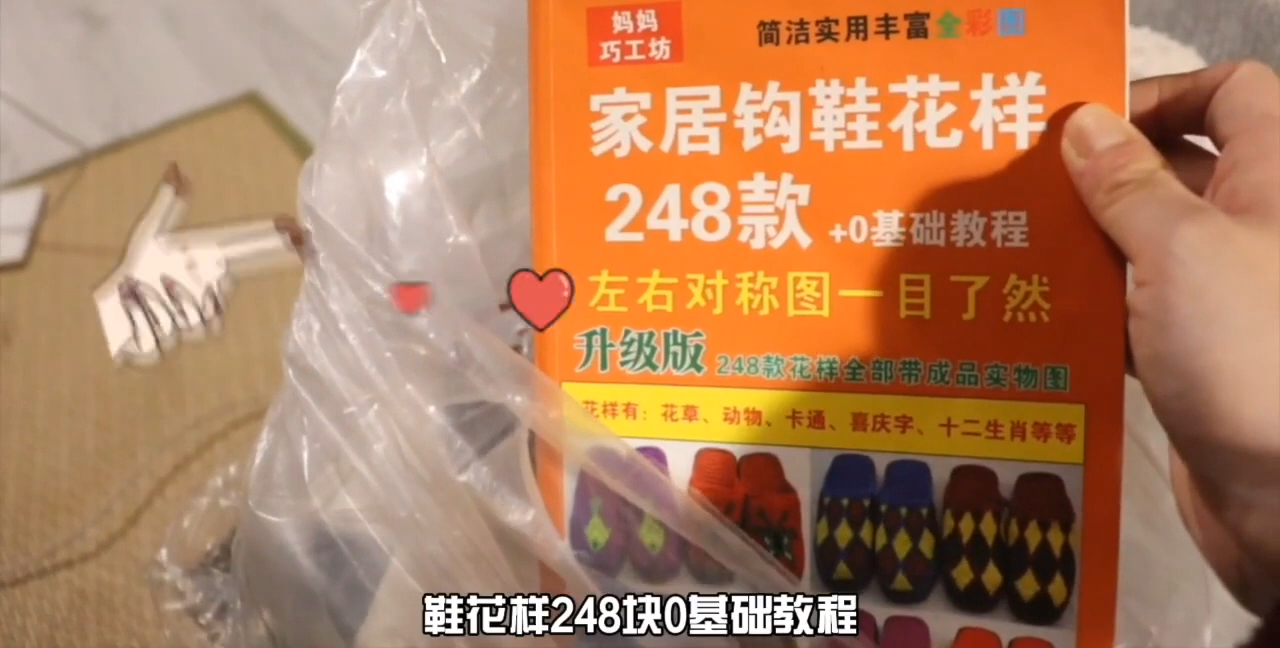 妈妈
巧工坊
简洁实用丰富全彩图
家居钩鞋花样
248款 +0基础教程
左右对称图一目了然
升级版 248款花样全部带成品实物图
花样有：花草、动物、卡通、喜庆字、十二生肖等等
鞋花样248块0基础教程